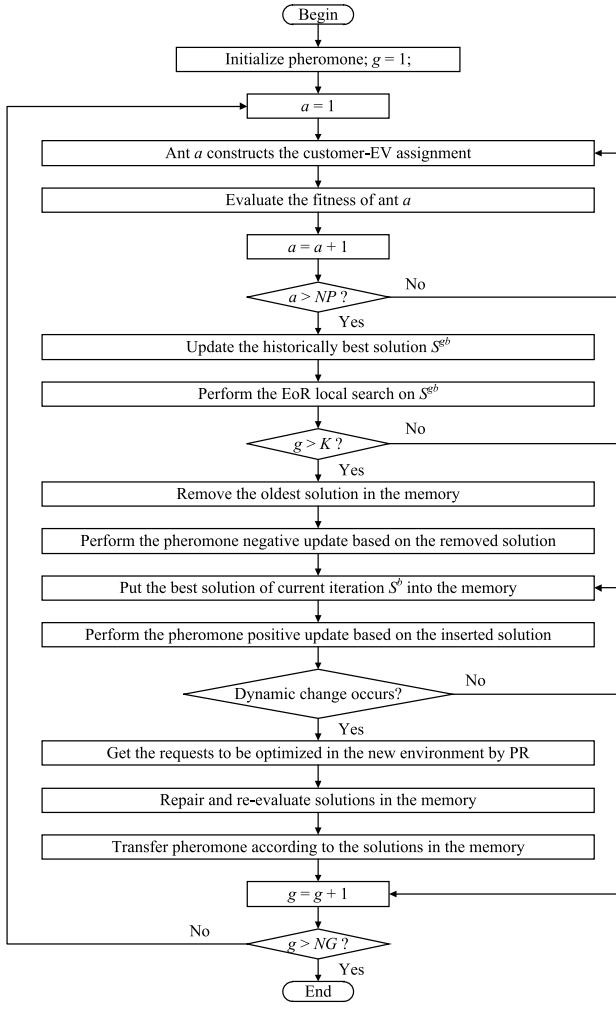 Begin
Initialize pheromone; g = 1;
a = 1
Ant a constructs the customer-EV assignment
Evaluate the fitness of ant a
a = a + 1
a > NP ?
No
Yes
Update the historically best solution S^gb
Perform the EoR local search on S^gb
g > K ?
No
Yes
Remove the oldest solution in the memory
Perform the pheromone negative update based on the removed solution
Put the best solution of current iteration S^b into the memory
Perform the pheromone positive update based on the inserted solution
Dynamic change occurs?
No
Yes
Get the requests to be optimized in the new environment by PR
Repair and re-evaluate solutions in the memory
Transfer pheromone according to the solutions in the memory
g = g + 1
No
g > NG ?
Yes
End